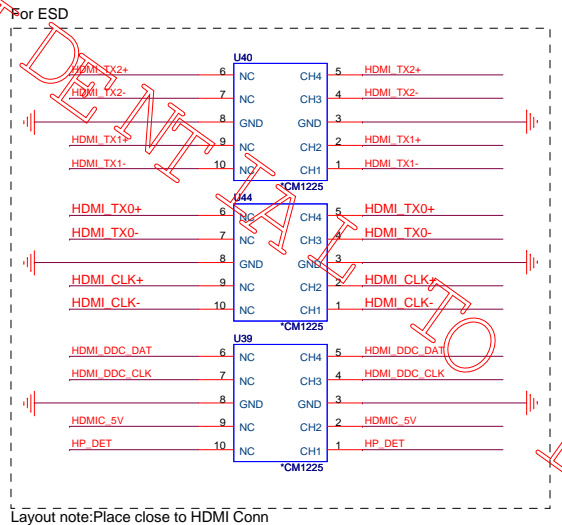 For ESD
U40
HDMI_TX2+ 6 NC CH4 5 HDMI_TX2+
HDMI_TX2- 7 NC CH3 4 HDMI_TX2-
8 GND GND 3
HDMI_TX1+ 9 NC CH2 2 HDMI_TX1+
HDMI_TX1- 10 NC CH1 1 HDMI_TX1-
*CM1225
U44
HDMI_TX0+ 6 NC CH4 5 HDMI_TX0+
HDMI_TX0- 7 NC CH3 4 HDMI_TX0-
8 GND GND 3
HDMI_CLK+ 9 NC CH2 2 HDMI_CLK+
HDMI_CLK- 10 NC CH1 1 HDMI_CLK-
*CM1225
U39
HDMI_DDC_DAT 6 NC CH4 5 HDMI_DDC_DAT
HDMI_DDC_CLK 7 NC CH3 4 HDMI_DDC_CLK
8 GND GND 3
HDMIC_5V 9 NC CH2 2 HDMIC_5V
HP_DET 10 NC CH1 1 HP_DET
*CM1225
Layout note:Place close to HDMI Conn
DENTIAL TO